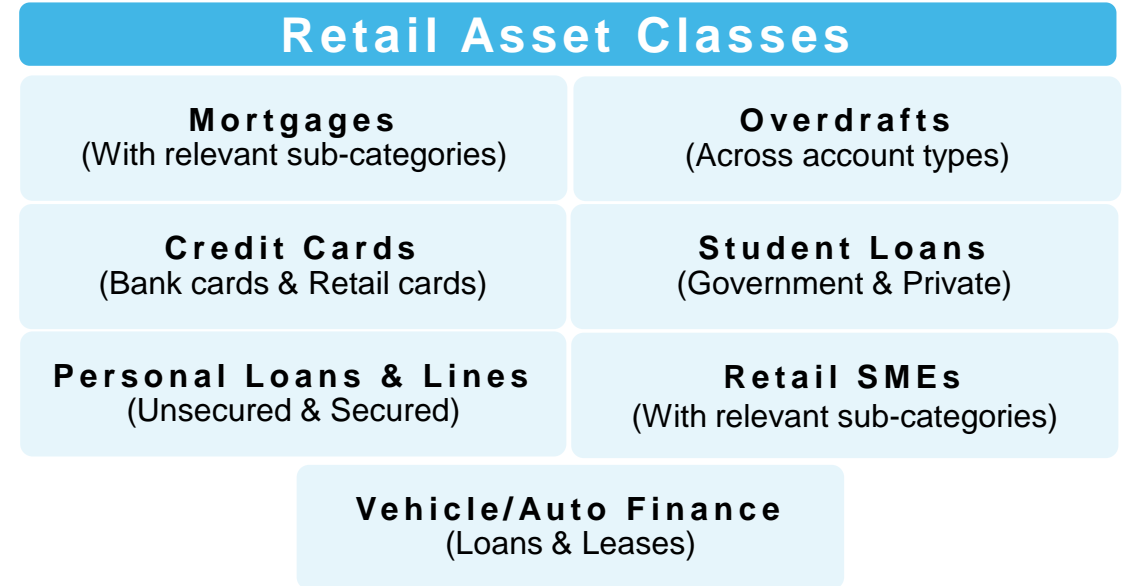 Retail Asset Classes
Mortgages
(With relevant sub-categories)
Overdrafts
(Across account types)
Credit Cards
(Bank cards & Retail cards)
Student Loans
(Government & Private)
Personal Loans & Lines
(Unsecured & Secured)
Retail SMEs
(With relevant sub-categories)
Vehicle/Auto Finance
(Loans & Leases)